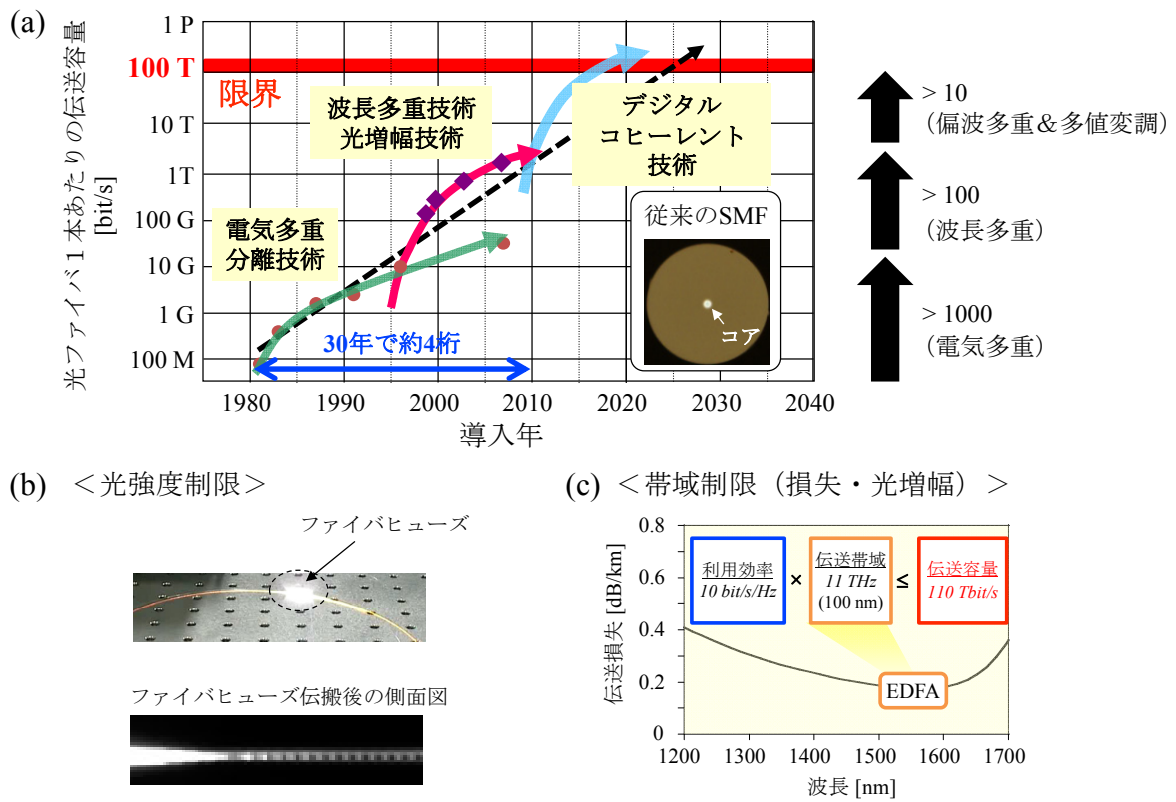 (a)
光ファイバ１本あたりの伝送容量
[bit/s]
1 P
100 T
10 T
1T
100 G
10 G
1 G
100 M
限界
波長多重技術
光増幅技術
デジタル
コヒーレント
技術
電気多重
分離技術
従来のSMF
コア
30年で約4桁
1980
1990
2000
2010
2020
2030
2040
導入年
> 10
（偏波多重＆多値変調）
> 100
（波長多重）
> 1000
（電気多重）
(b) ＜光強度制限＞
ファイバヒューズ
ファイバヒューズ伝搬後の側面図
(c) ＜帯域制限（損失・光増幅）＞
伝送損失 [dB/km]
0.8
0.6
0.4
0.2
0
利用効率
10 bit/s/Hz
×
伝送帯域
11 THz
(100 nm)
≤
伝送容量
110 Tbit/s
EDFA
1200
1300
1400
1500
1600
1700
波長 [nm]